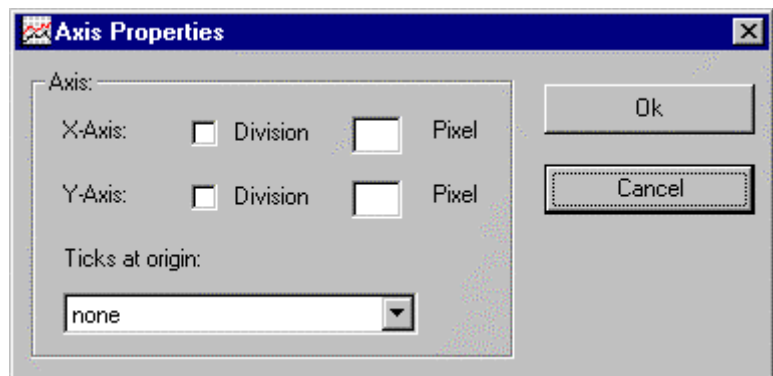 Axis Properties
Axis:
X-Axis: Division Pixel
Y-Axis: Division Pixel
Ticks at origin:
none
Ok
Cancel